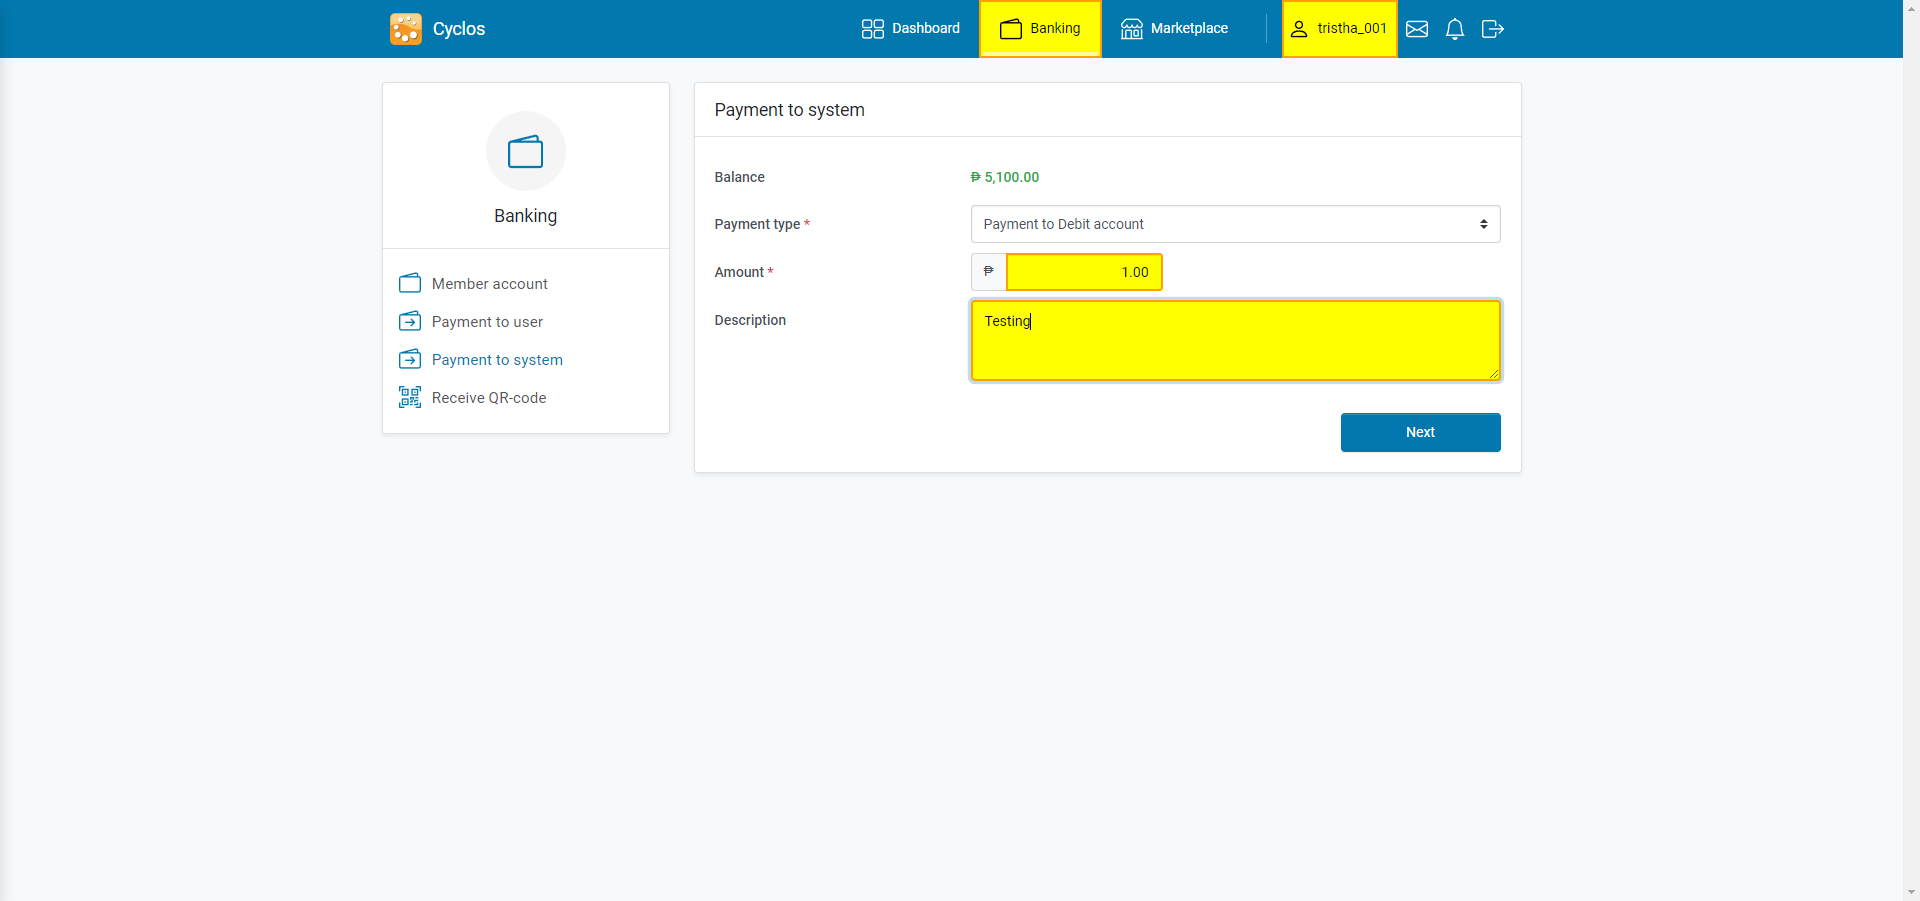 Cyclos
Dashboard
Banking
Marketplace
tristha_001
Banking
Member account
Payment to user
Payment to system
Receive QR-code
Payment to system
Balance
₱ 5,100.00
Payment type *
Payment to Debit account
Amount *
₱ 1.00
Description
Testing
Next